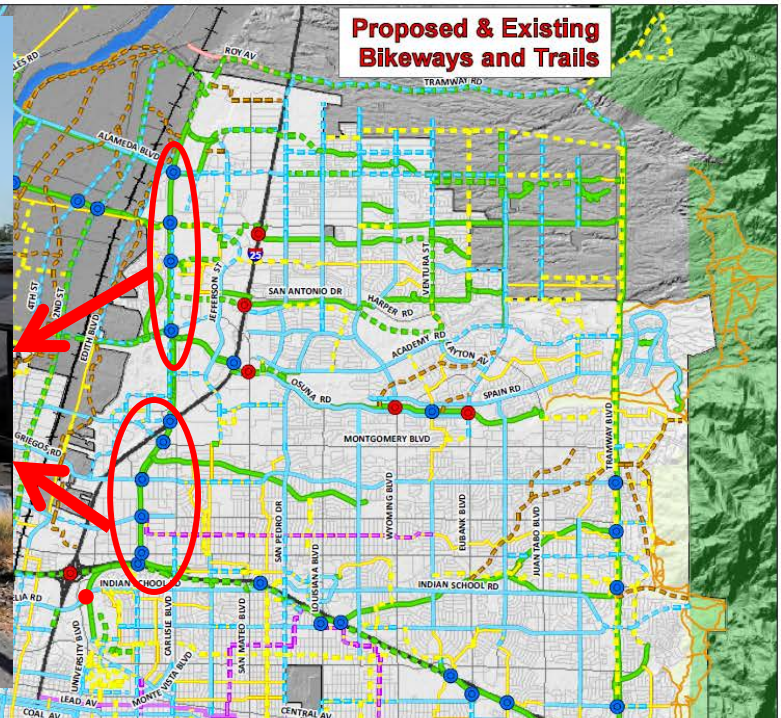 Proposed & Existing
Bikeways and Trails
ROY AV
TRAMWAY RD
ALAMEDA BLVD
4TH ST
2ND ST
EDITH BLVD
JEFFERSON ST
25
SAN ANTONIO DR
HARPER RD
VENTURA ST
ACADEMY RD
LAYTON AV
OSUNA RD
SPAIN RD
GRIEGOS RD
MONTGOMERY BLVD
TRAMWAY BLVD
SAN PEDRO DR
WYOMING BLVD
EUBANK BLVD
JUAN TABO BLVD
LOUISIANA BLVD
INDIAN SCHOOL RD
INDIAN SCHOOL RD
UNIVERSITY BLVD
CARLISLE BLVD
SAN MATEO BLVD
MONTE VISTA BLVD
LEAD AV
COAL AV
CENTRAL AV